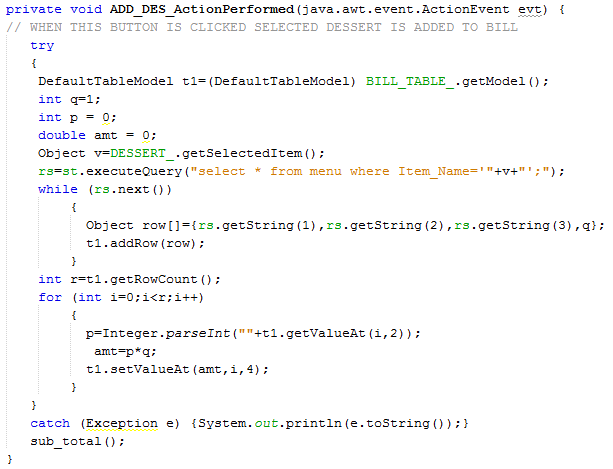 private void ADD_DES_ActionPerformed(java.awt.event.ActionEvent evt) {
// WHEN THIS BUTTON IS CLICKED SELECTED DESSERT IS ADDED TO BILL
try
{
DefaultTableModel t1=(DefaultTableModel) BILL_TABLE_.getModel();
int q=1;
int p = 0;
double amt = 0;
Object v=DESSERT_.getSelectedItem();
rs=st.executeQuery("select * from menu where Item_Name='"+v+"';");
while (rs.next())
{
Object row[]={rs.getString(1),rs.getString(2),rs.getString(3),q};
t1.addRow(row);
}
int r=t1.getRowCount();
for (int i=0;i<r;i++)
{
p=Integer.parseInt(""+t1.getValueAt(i,2));
amt=p*q;
t1.setValueAt(amt,i,4);
}
}
catch (Exception e) {System.out.println(e.toString());}
sub_total();
}